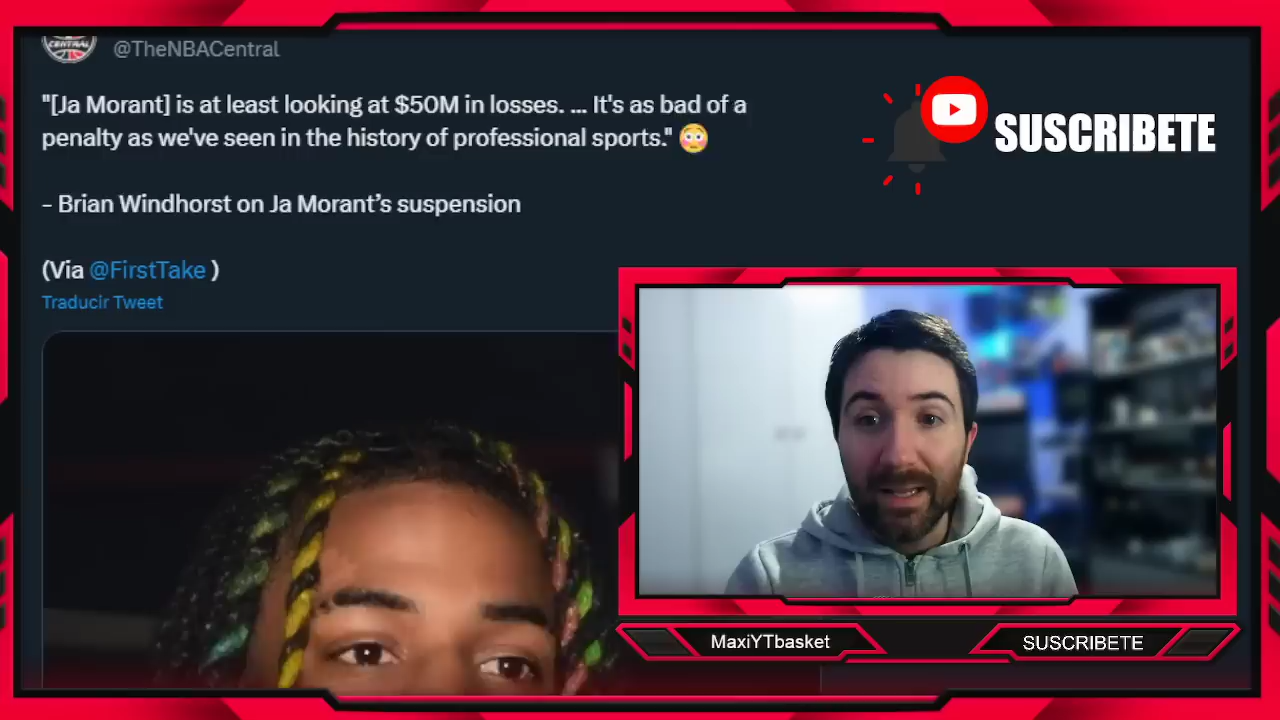 CENTRAL
@TheNBACentral
"[Ja Morant] is at least looking at $50M in losses. ... It's as bad of a
penalty as we've seen in the history of professional sports." 😳
– Brian Windhorst on Ja Morant’s suspension
(Via @FirstTake )
Traducir Tweet
SUSCRIBETE
MaxiYTbasket
SUSCRIBETE